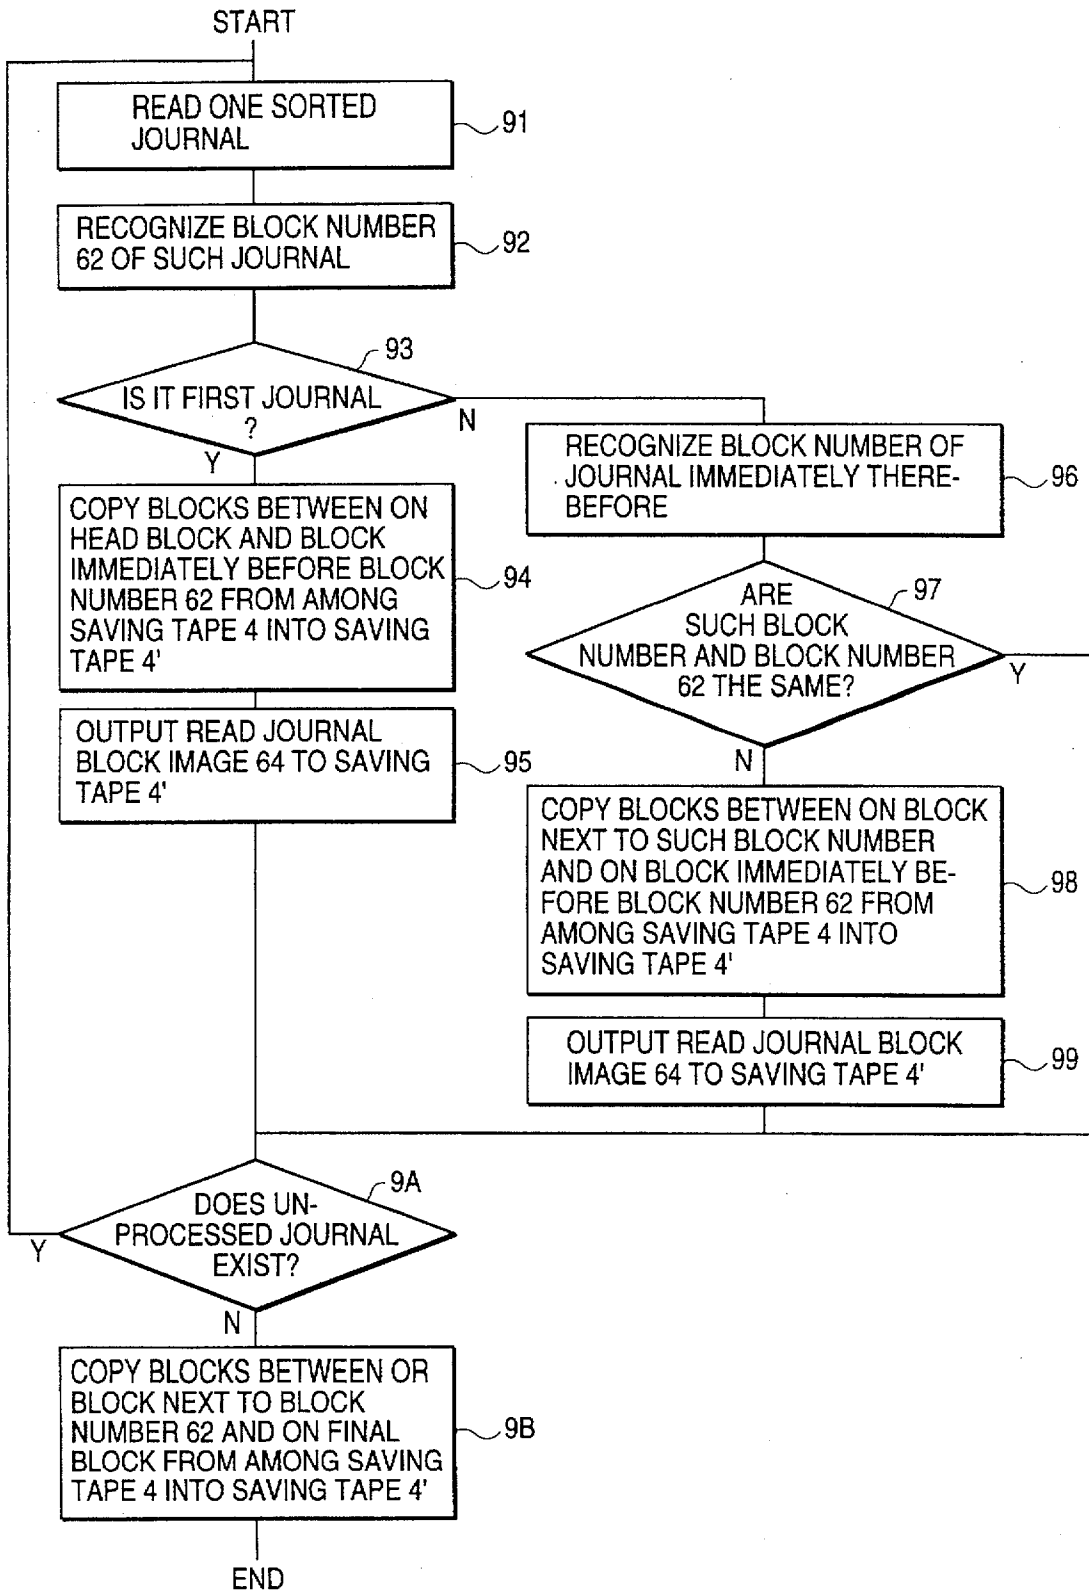 START
READ ONE SORTED
JOURNAL
91
RECOGNIZE BLOCK NUMBER
62 OF SUCH JOURNAL
92
93
IS IT FIRST JOURNAL
?
N
Y
COPY BLOCKS BETWEEN ON
HEAD BLOCK AND BLOCK
IMMEDIATELY BEFORE BLOCK
NUMBER 62 FROM AMONG
SAVING TAPE 4 INTO SAVING
TAPE 4'
94
OUTPUT READ JOURNAL
BLOCK IMAGE 64 TO SAVING
TAPE 4'
95
RECOGNIZE BLOCK NUMBER OF
JOURNAL IMMEDIATELY THERE-
BEFORE
96
97
ARE
SUCH BLOCK
NUMBER AND BLOCK NUMBER
62 THE SAME?
Y
N
COPY BLOCKS BETWEEN ON BLOCK
NEXT TO SUCH BLOCK NUMBER
AND ON BLOCK IMMEDIATELY BE-
FORE BLOCK NUMBER 62 FROM
AMONG SAVING TAPE 4 INTO
SAVING TAPE 4'
98
OUTPUT READ JOURNAL BLOCK
IMAGE 64 TO SAVING TAPE 4'
99
9A
DOES UN-
PROCESSED JOURNAL
EXIST?
Y
N
COPY BLOCKS BETWEEN OR
BLOCK NEXT TO BLOCK
NUMBER 62 AND ON FINAL
BLOCK FROM AMONG SAVING
TAPE 4 INTO SAVING TAPE 4'
9B
END